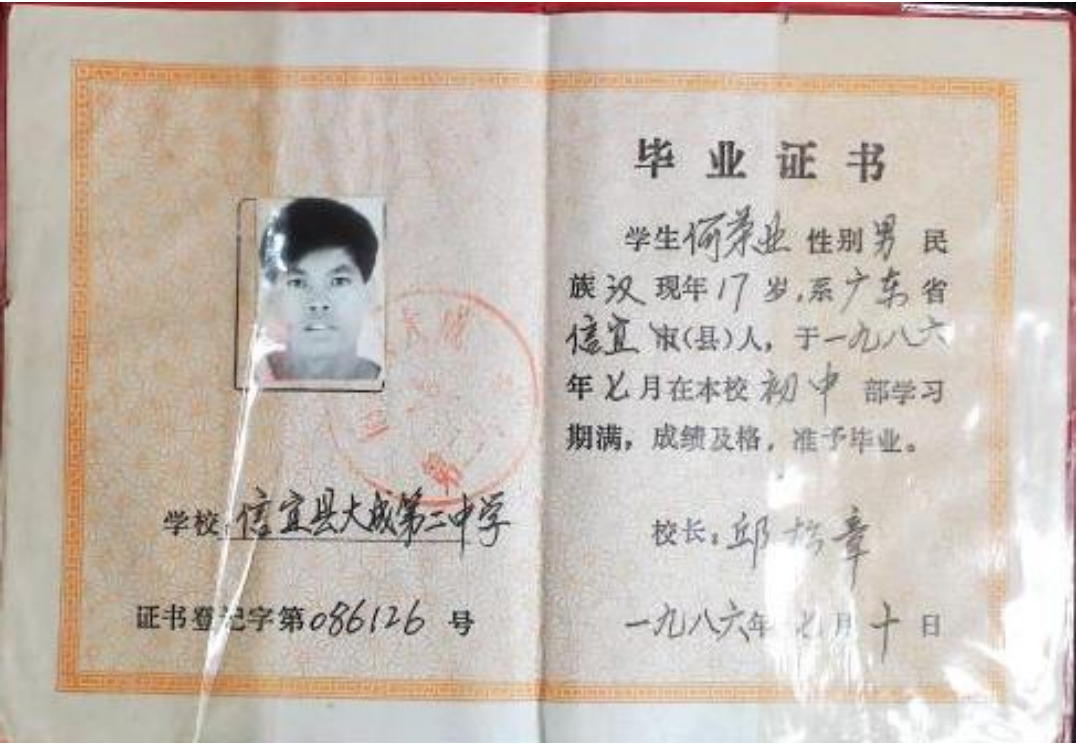 学校:信宜县大成第二中学
证书登记字第086126号
毕业证书
学生何荣业性别男民
族汉现年17岁,系广东省
信宜市(县)人,于一九八六
年七月在本校初中部学习
期满,成绩及格,准予毕业。
校长:邱 章
一九八六年七月十日